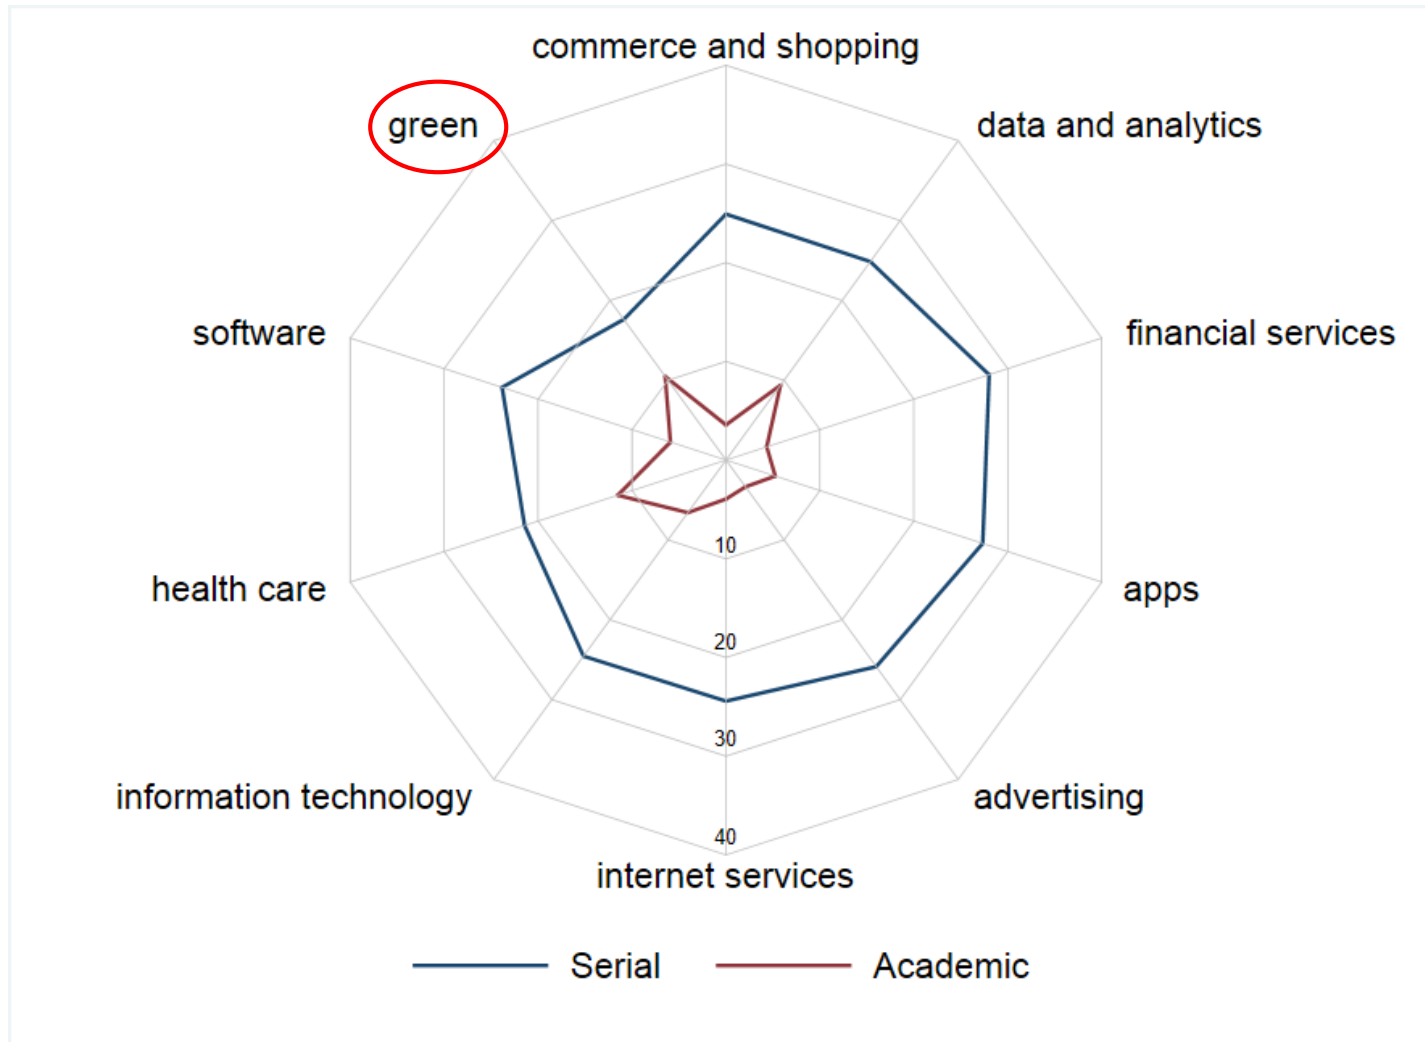 commerce and shopping
green
data and analytics
software
financial services
10
20
health care
apps
30
information technology
advertising
40
internet services
Serial
Academic